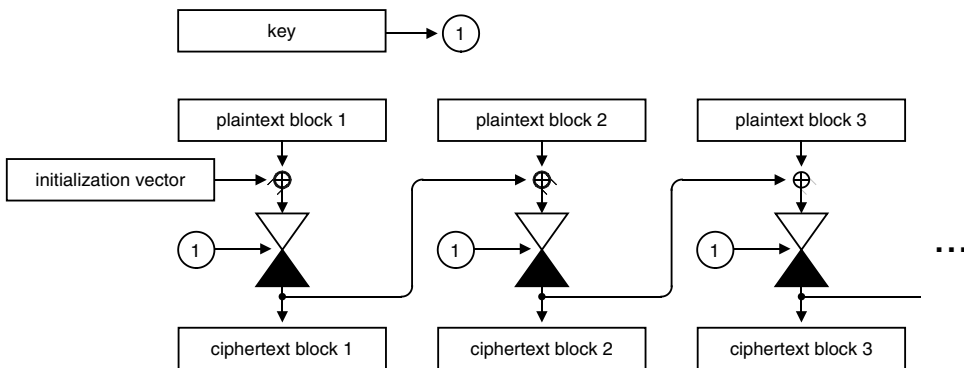 key
1
plaintext block 1
plaintext block 2
plaintext block 3
initialization vector
1
1
1
...
ciphertext block 1
ciphertext block 2
ciphertext block 3